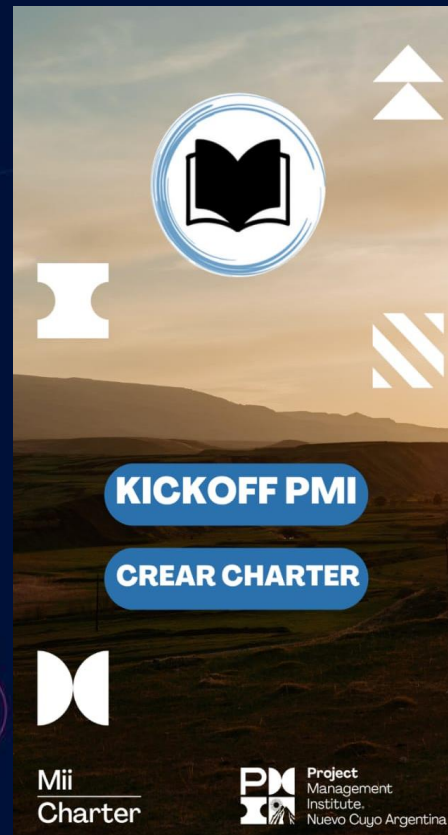 KICKOFF PMI
CREAR CHARTER
Mii
Charter
Project
Management
Institute.
Nuevo Cuyo Argentina